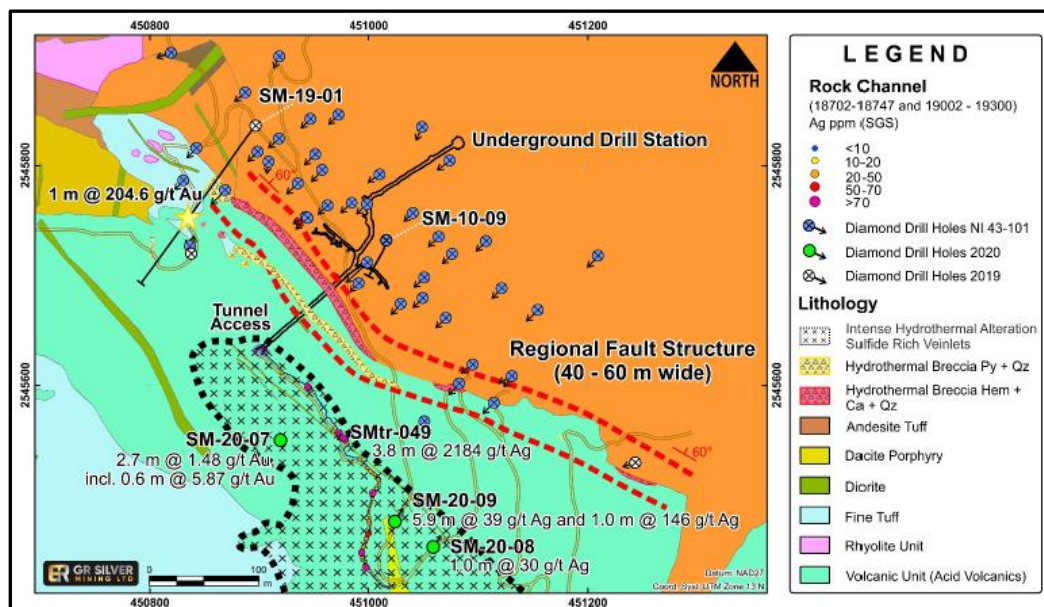 450800
451000
451200
2545800
2545600
SM-19-01
NORTH
Underground Drill Station
60°
1 m @ 204.6 g/t Au
SM-10-09
Tunnel
Access
Regional Fault Structure
(40 - 60 m wide)
60°
SM-20-07
2.7 m @ 1.48 g/t Au
incl. 0.6 m @ 5.87 g/t Au
SMtr-049
3.8 m @ 2184 g/t Ag
SM-20-09
5.9 m @ 39 g/t Ag and 1.0 m @ 146 g/t Ag
SM-20-08
1.0 m @ 30 g/t Ag
GR SILVER
MINING LTD
0 100
m
Datum: NAD27
Coord. Syst. UTM Zone 13 N
450800
451000
451200
2545800
2545600
LEGEND
Rock Channel
(18702-18747 and 19002 - 19300)
Ag ppm (SGS)
<10
10-20
20-50
50-70
>70
Diamond Drill Holes NI 43-101
Diamond Drill Holes 2020
Diamond Drill Holes 2019
Lithology
Intense Hydrothermal Alteration
Sulfide Rich Veinlets
Hydrothermal Breccia Py + Qz
Hydrothermal Breccia Hem +
Ca + Qz
Andesite Tuff
Dacite Porphyry
Diorite
Fine Tuff
Rhyolite Unit
Volcanic Unit (Acid Volcanics)